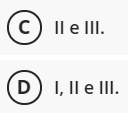 C II e III.
D I, II e III.